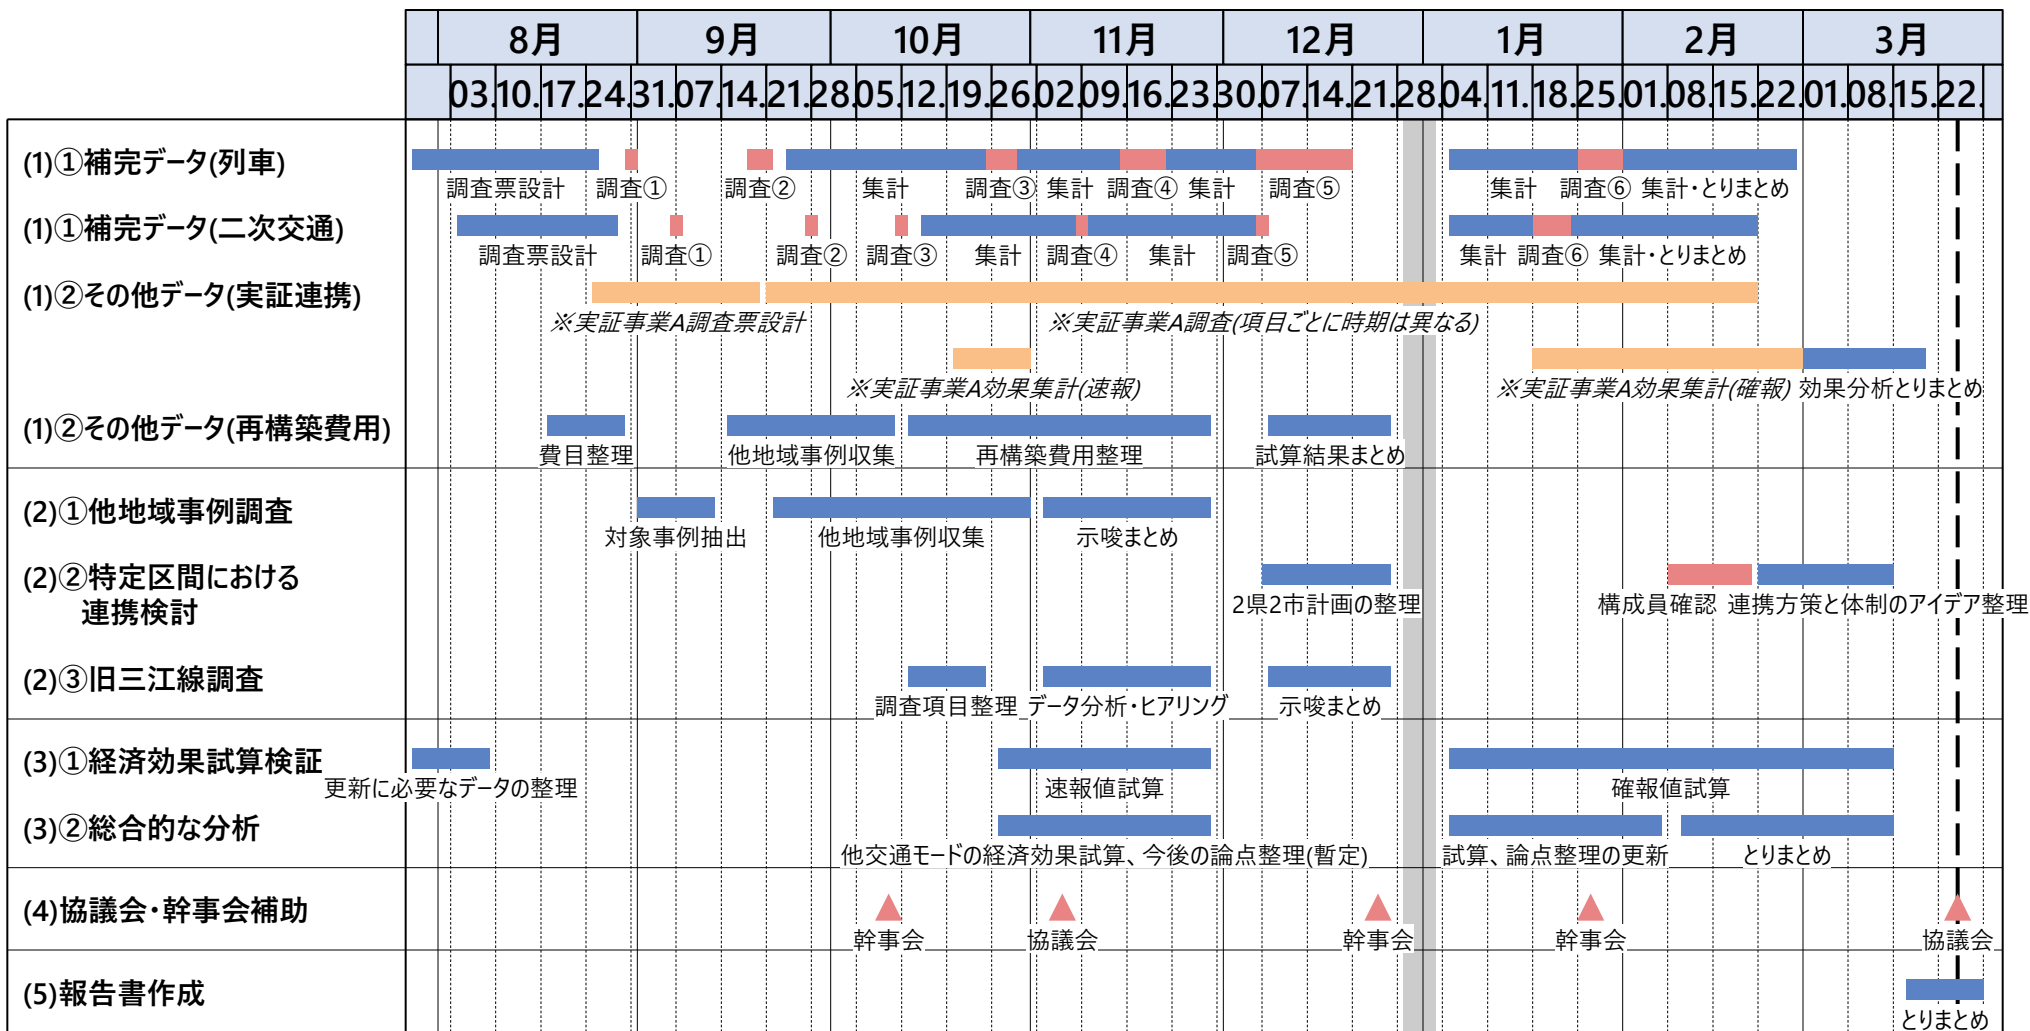 8月 9月 10月 11月 12月 1月 2月 3月
03.10.17.24.31.07.14.21.28.05.12.19.26.02.09.16.23.30.07.14.21.28.04.11.18.25.01.08.15.22.01.08.15.22.
(1)①補完データ(列車)
調査票設計 調査① 調査② 集計 調査③ 集計 調査④ 集計 調査⑤ 集計 調査⑥ 集計・とりまとめ
(1)①補完データ(二次交通)
調査票設計 調査① 調査② 調査③ 集計 調査④ 集計 調査⑤ 集計 調査⑥ 集計・とりまとめ
(1)②その他データ(実証連携)
※実証事業A調査票設計 ※実証事業A調査(項目ごとに時期は異なる)
※実証事業A効果集計(速報) ※実証事業A効果集計(確報) 効果分析とりまとめ
(1)②その他データ(再構築費用)
費目整理 他地域事例収集 再構築費用整理 試算結果まとめ
(2)①他地域事例調査
対象事例抽出 他地域事例収集 示唆まとめ
(2)②特定区間における
連携検討
2県2市計画の整理 構成員確認 連携方策と体制のアイデア整理
(2)③旧三江線調査
調査項目整理 データ分析・ヒアリング 示唆まとめ
(3)①経済効果試算検証
更新に必要なデータの整理 速報値試算 確報値試算
(3)②総合的な分析
他交通モードの経済効果試算、今後の論点整理(暫定) 試算、論点整理の更新 とりまとめ
(4)協議会・幹事会補助
幹事会 協議会 幹事会 幹事会 協議会
(5)報告書作成
とりまとめ